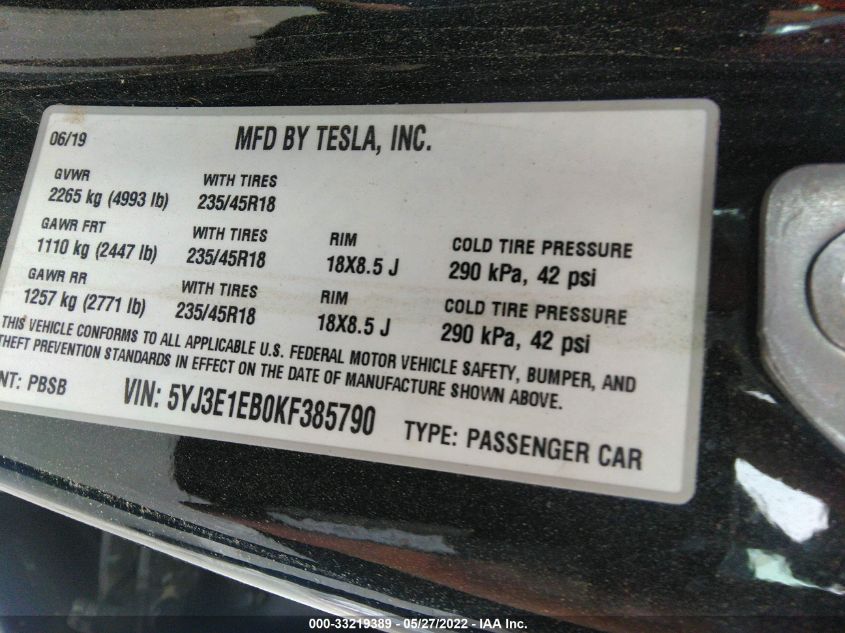 06/19 MFD BY TESLA, INC.
GVWR WITH TIRES
2265 kg (4993 lb) 235/45R18
GAWR FRT WITH TIRES RIM COLD TIRE PRESSURE
1110 kg (2447 lb) 235/45R18 18X8.5 J 290 kPa, 42 psi
GAWR RR WITH TIRES RIM COLD TIRE PRESSURE
1257 kg (2771 lb) 235/45R18 18X8.5 J 290 kPa, 42 psi
THIS VEHICLE CONFORMS TO ALL APPLICABLE U.S. FEDERAL MOTOR VEHICLE SAFETY, BUMPER, AND
THEFT PREVENTION STANDARDS IN EFFECT ON THE DATE OF MANUFACTURE SHOWN ABOVE.
NT: PBSB VIN: 5YJ3E1EB0KF385790 TYPE: PASSENGER CAR
000-33219389 - 05/27/2022 - IAA Inc.